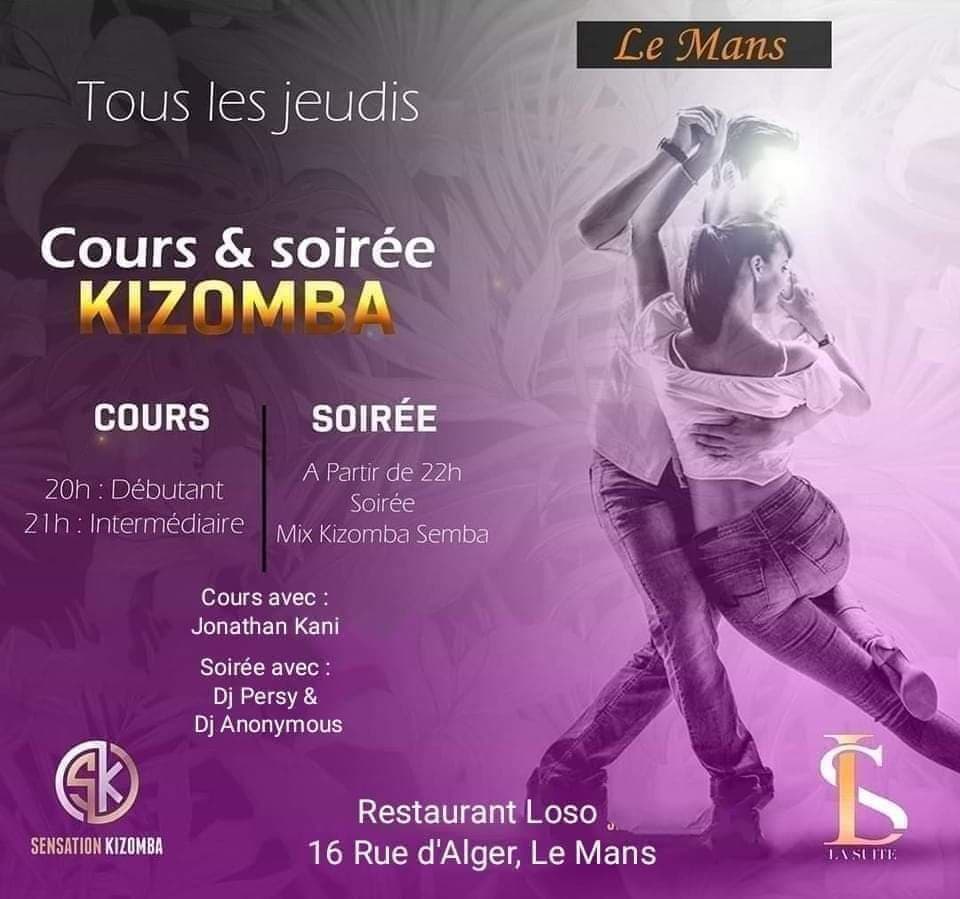 Le Mans
Tous les jeudis
Cours & soirée
KIZOMBA
COURS
20h : Débutant
21h : Intermédiaire
SOIRÉE
A Partir de 22h
Soirée
Mix Kizomba Semba
Cours avec :
Jonathan Kani
Soirée avec :
Dj Persy &
Dj Anonymous
SK
SENSATION KIZOMBA
Restaurant Loso
16 Rue d'Alger, Le Mans
LS
LA SUITE